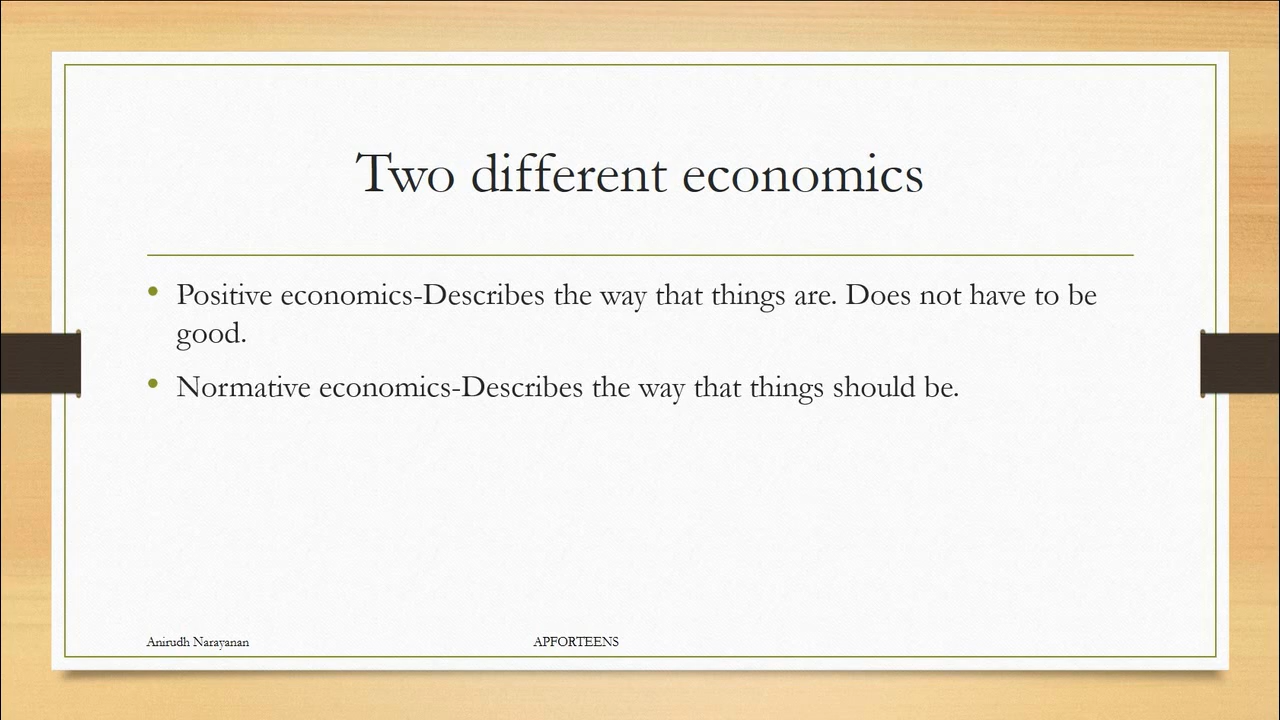 Two different economics
• Positive economics-Describes the way that things are. Does not have to be
good.
• Normative economics-Describes the way that things should be.
Anirudh Narayanan
APFORTEENS